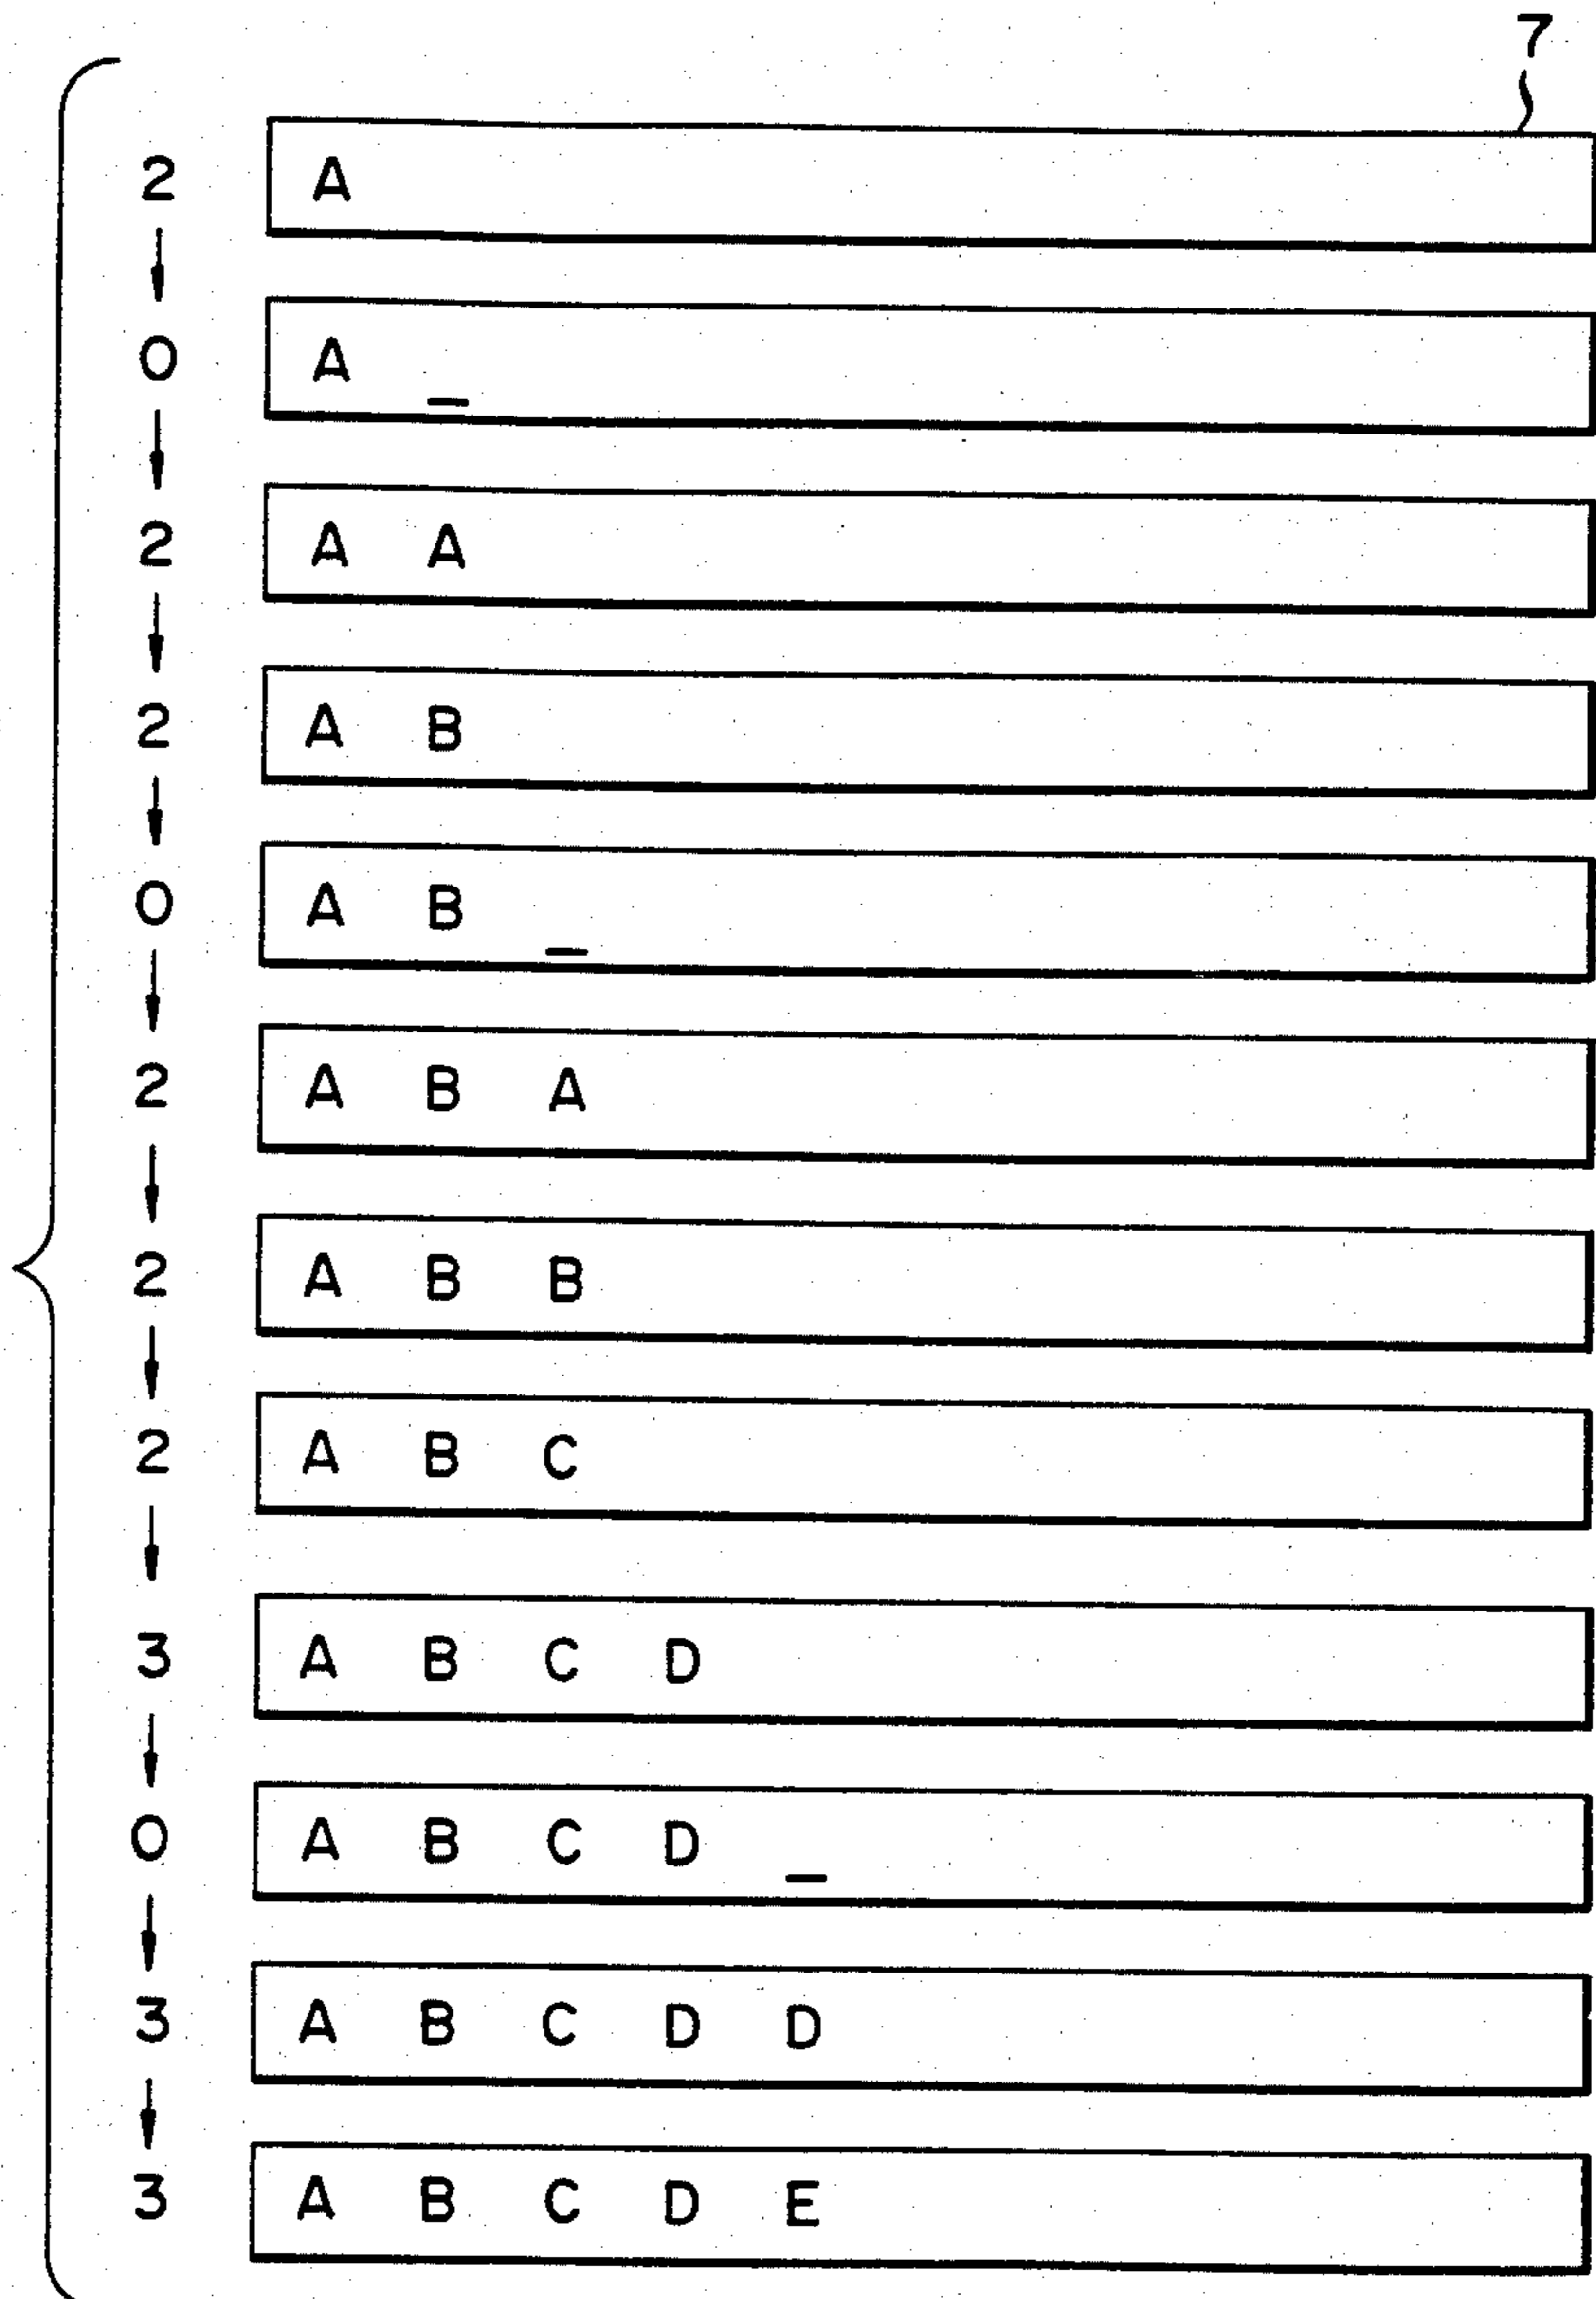 7
2 A
0 A _
2 A A
2 A B
0 A B _
2 A B A
2 A B B
2 A B C
3 A B C D
0 A B C D _
3 A B C D D
3 A B C D E